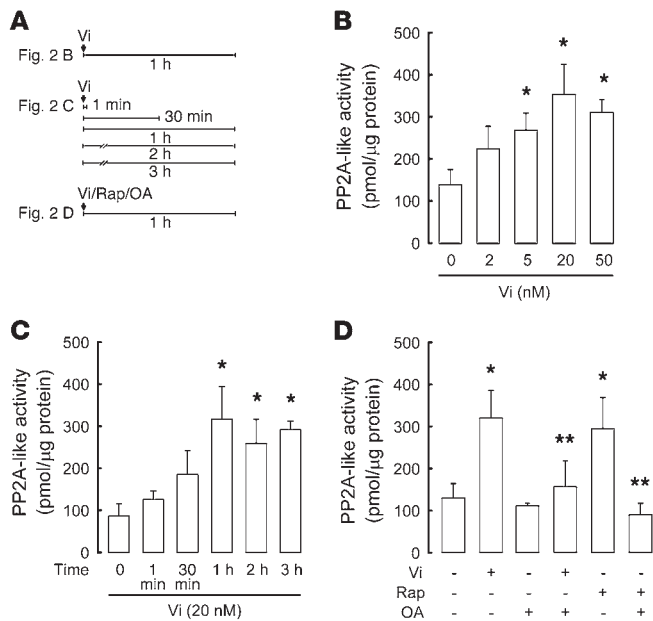 A
Vi
Fig. 2 B
1 h
Vi
Fig. 2 C
1 min
30 min
1 h
2 h
3 h
Vi/Rap/OA
Fig. 2 D
1 h
B
PP2A-like activity
(pmol/μg protein)
500
400
300
200
100
0
* * *
0 2 5 20 50
Vi (nM)
C
PP2A-like activity
(pmol/μg protein)
500
400
300
200
100
0
* * *
Time 0 1 min 30 min 1 h 2 h 3 h
Vi (20 nM)
D
PP2A-like activity
(pmol/μg protein)
500
400
300
200
100
0
* ** * **
Vi - + - + - -
Rap - - - - + +
OA - - + + - +